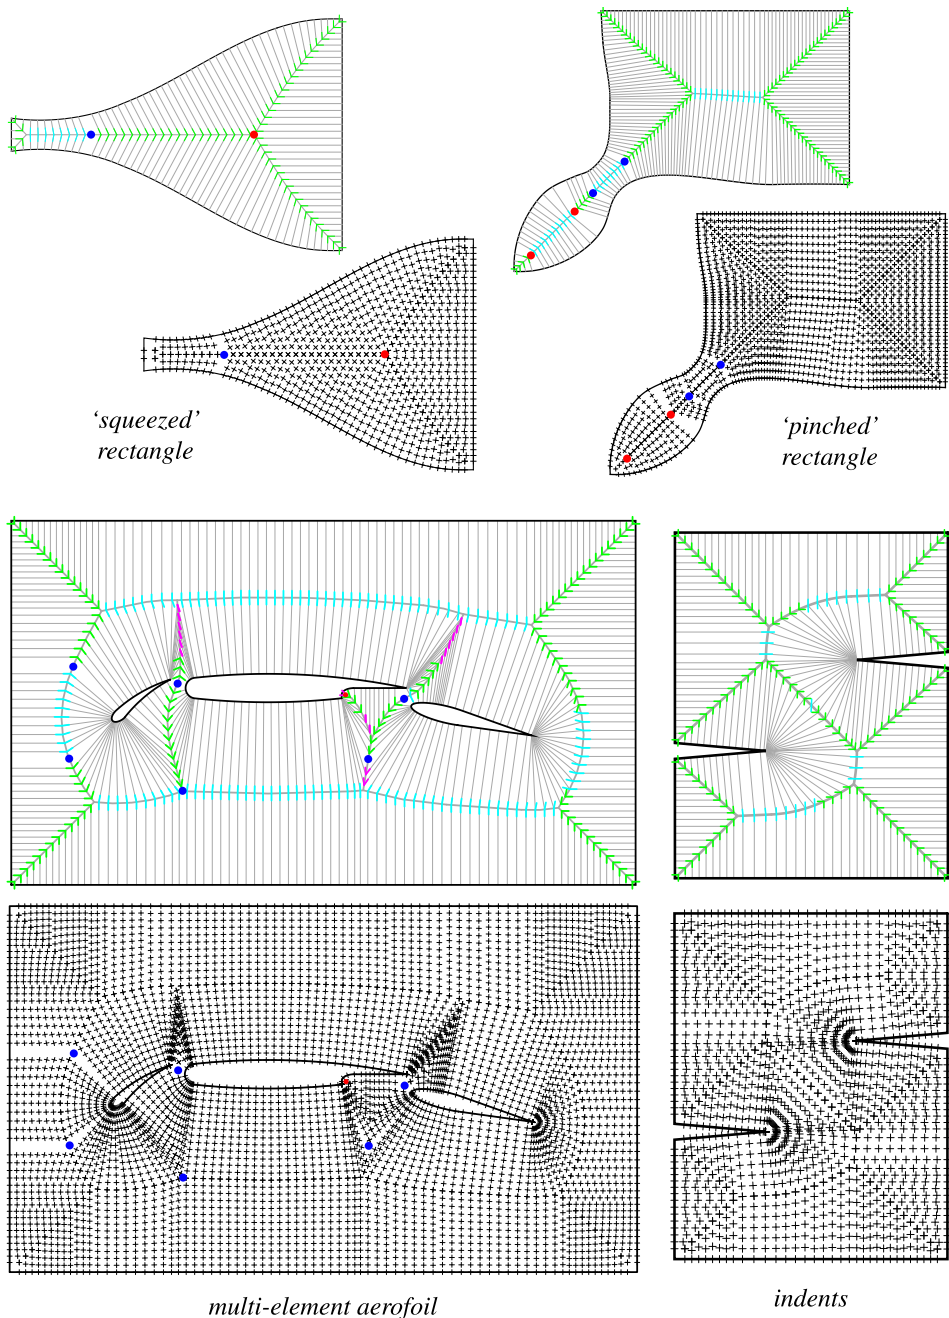 ‘squeezed’
rectangle
‘pinched’
rectangle
multi-element aerofoil
indents